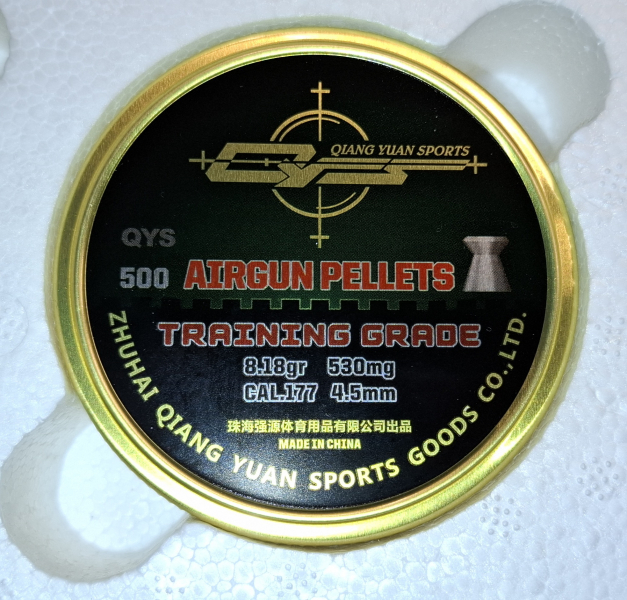 QYS
QIANG YUAN SPORTS
QYS
500 AIRGUN PELLETS
TRAINING GRADE
8.18gr 530mg
CAL.177 4.5mm
珠海强源体育用品有限公司出品
MADE IN CHINA
ZHUHAI QIANG YUAN SPORTS GOODS CO.,LTD.